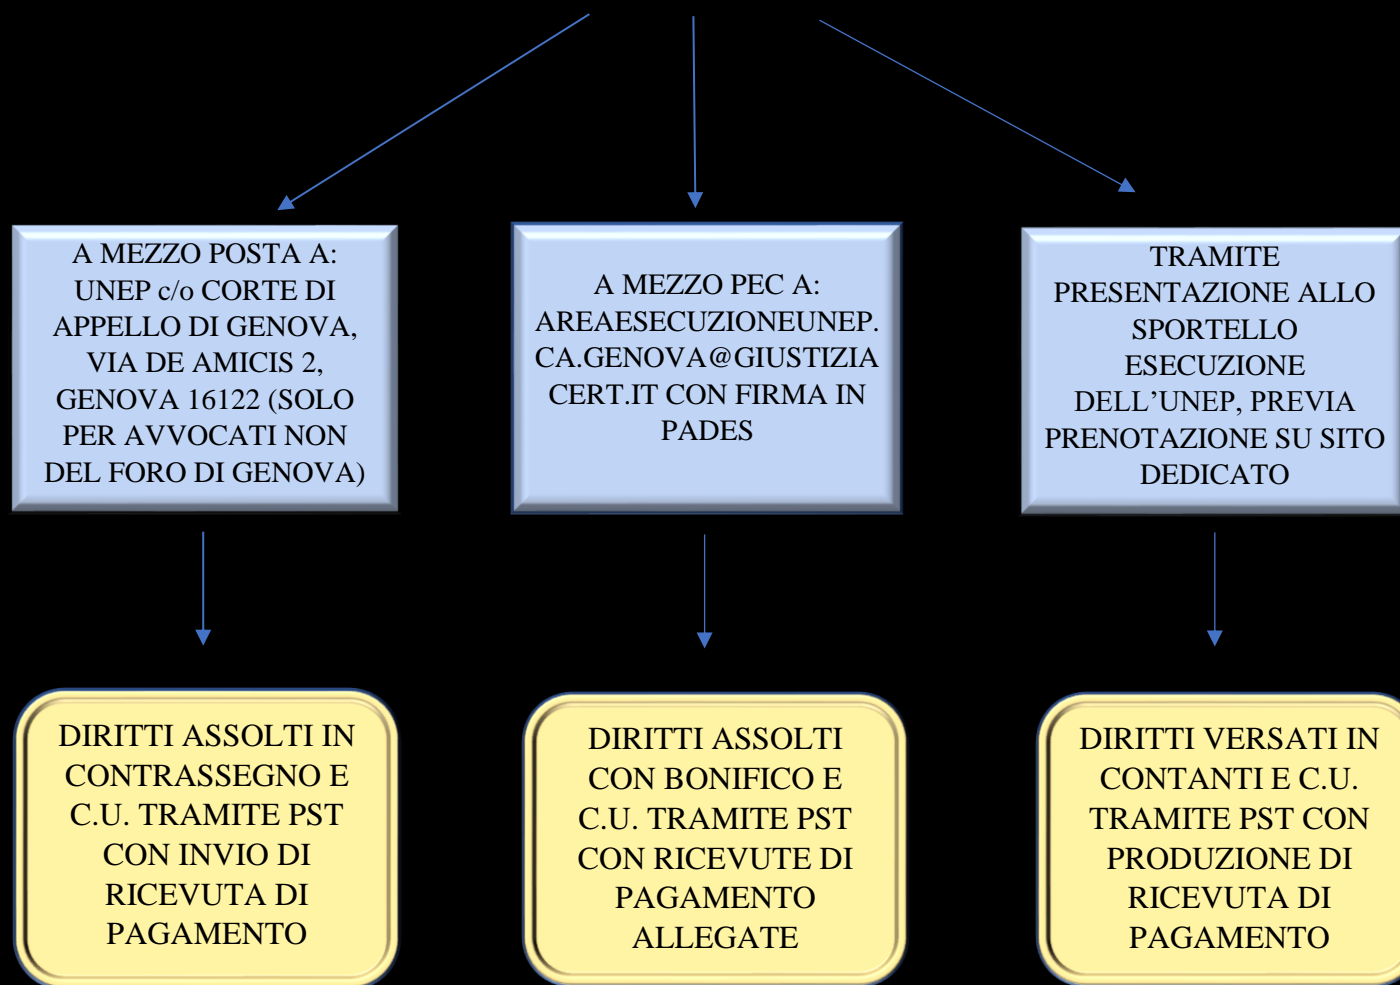 A MEZZO POSTA A:
UNEP c/o CORTE DI
APPELLO DI GENOVA,
VIA DE AMICIS 2,
GENOVA 16122 (SOLO
PER AVVOCATI NON
DEL FORO DI GENOVA)
A MEZZO PEC A:
AREAESECUZIONEUNEP.
CA.GENOVA@GIUSTIZIA
CERT.IT CON FIRMA IN
PADES
TRAMITE
PRESENTAZIONE ALLO
SPORTELLO
ESECUZIONE
DELL’UNEP, PREVIA
PRENOTAZIONE SU SITO
DEDICATO
DIRITTI ASSOLTI IN
CONTRASSEGNO E
C.U. TRAMITE PST
CON INVIO DI
RICEVUTA DI
PAGAMENTO
DIRITTI ASSOLTI
CON BONIFICO E
C.U. TRAMITE PST
CON RICEVUTE DI
PAGAMENTO
ALLEGATE
DIRITTI VERSATI IN
CONTANTI E C.U.
TRAMITE PST CON
PRODUZIONE DI
RICEVUTA DI
PAGAMENTO